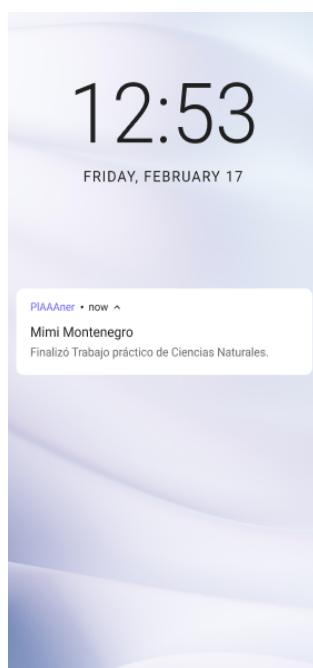 12:53
FRIDAY, FEBRUARY 17
PlAAAner • now ^
Mimi Montenegro
Finalizó Trabajo práctico de Ciencias Naturales.